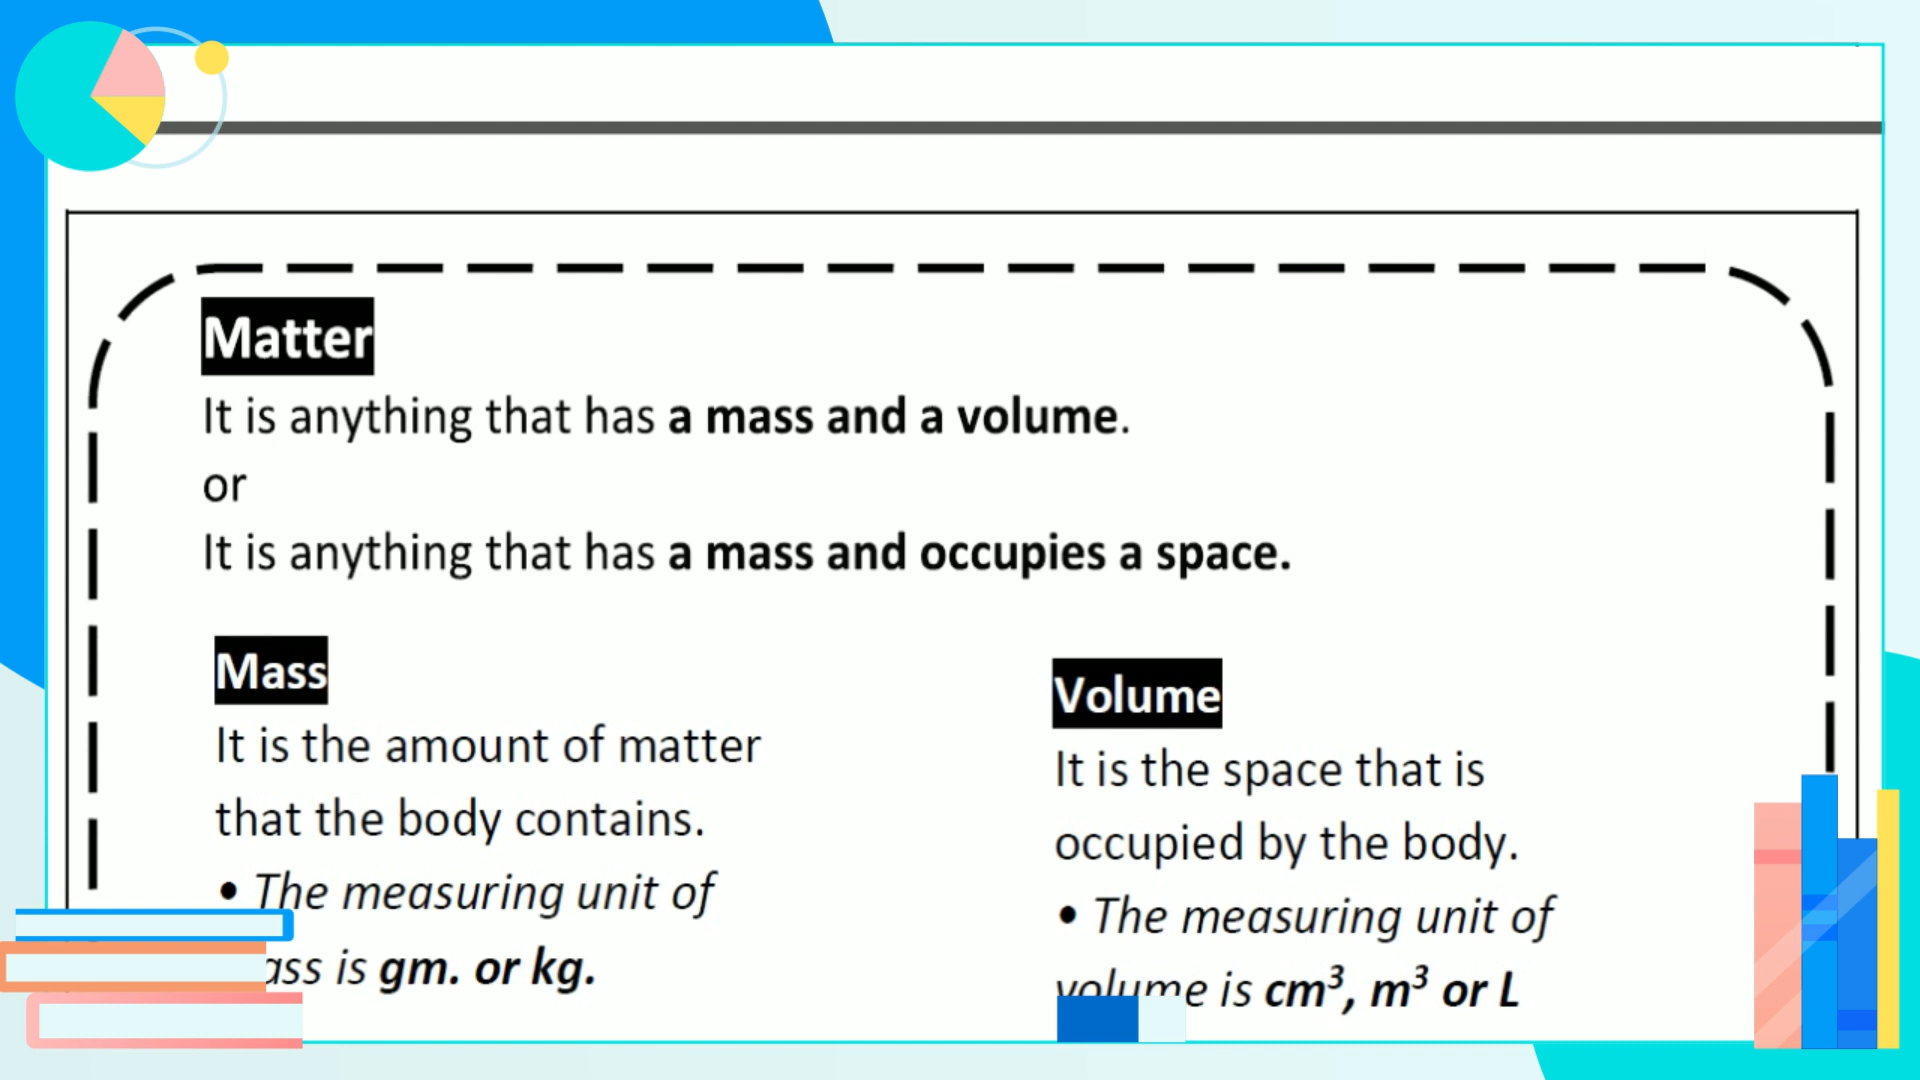 Matter
It is anything that has a mass and a volume.
or
It is anything that has a mass and occupies a space.
Mass
It is the amount of matter
that the body contains.
• The measuring unit of
ass is gm. or kg.
Volume
It is the space that is
occupied by the body.
• The measuring unit of
volume is cm³, m³ or L